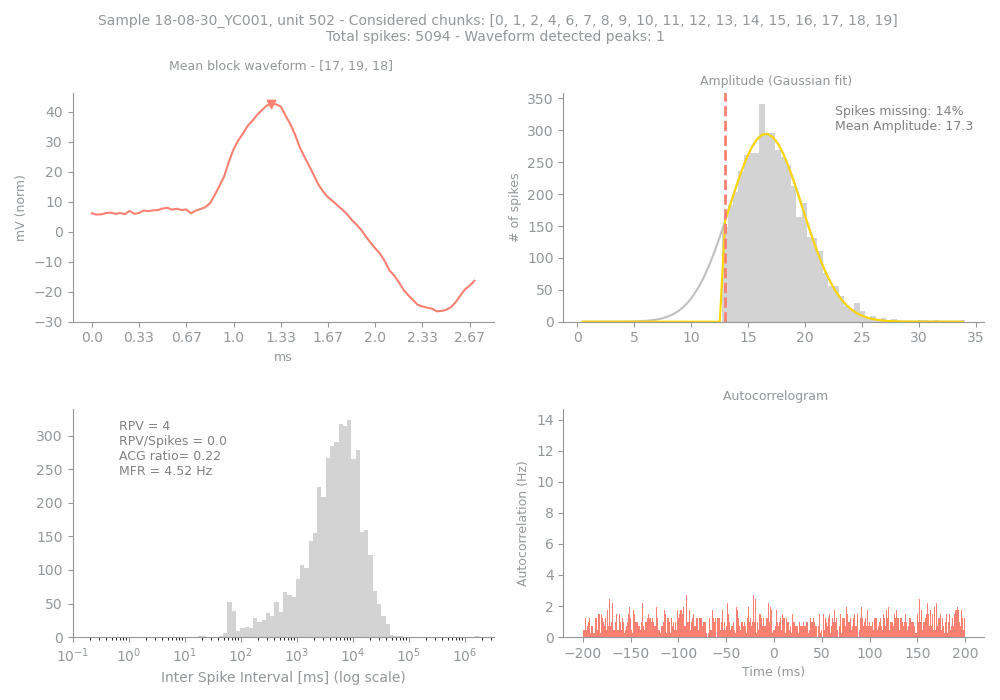 Sample 18-08-30_YC001, unit 502 - Considered chunks: [0, 1, 2, 4, 6, 7, 8, 9, 10, 11, 12, 13, 14, 15, 16, 17, 18, 19]
Total spikes: 5094 - Waveform detected peaks: 1
Mean block waveform - [17, 19, 18]
mV (norm)
40
30
20
10
0
−10
−20
−30
0.0 0.33 0.67 1.0 1.33 1.67 2.0 2.33 2.67
ms
Amplitude (Gaussian fit)
Spikes missing: 14%
Mean Amplitude: 17.3
# of spikes
350
300
250
200
150
100
50
0
0 5 10 15 20 25 30 35
RPV = 4
RPV/Spikes = 0.0
ACG ratio= 0.22
MFR = 4.52 Hz
300
250
200
150
100
50
0
10⁻¹ 10⁰ 10¹ 10² 10³ 10⁴ 10⁵ 10⁶
Inter Spike Interval [ms] (log scale)
Autocorrelogram
Autocorrelation (Hz)
14
12
10
8
6
4
2
0
−200 −150 −100 −50 0 50 100 150 200
Time (ms)